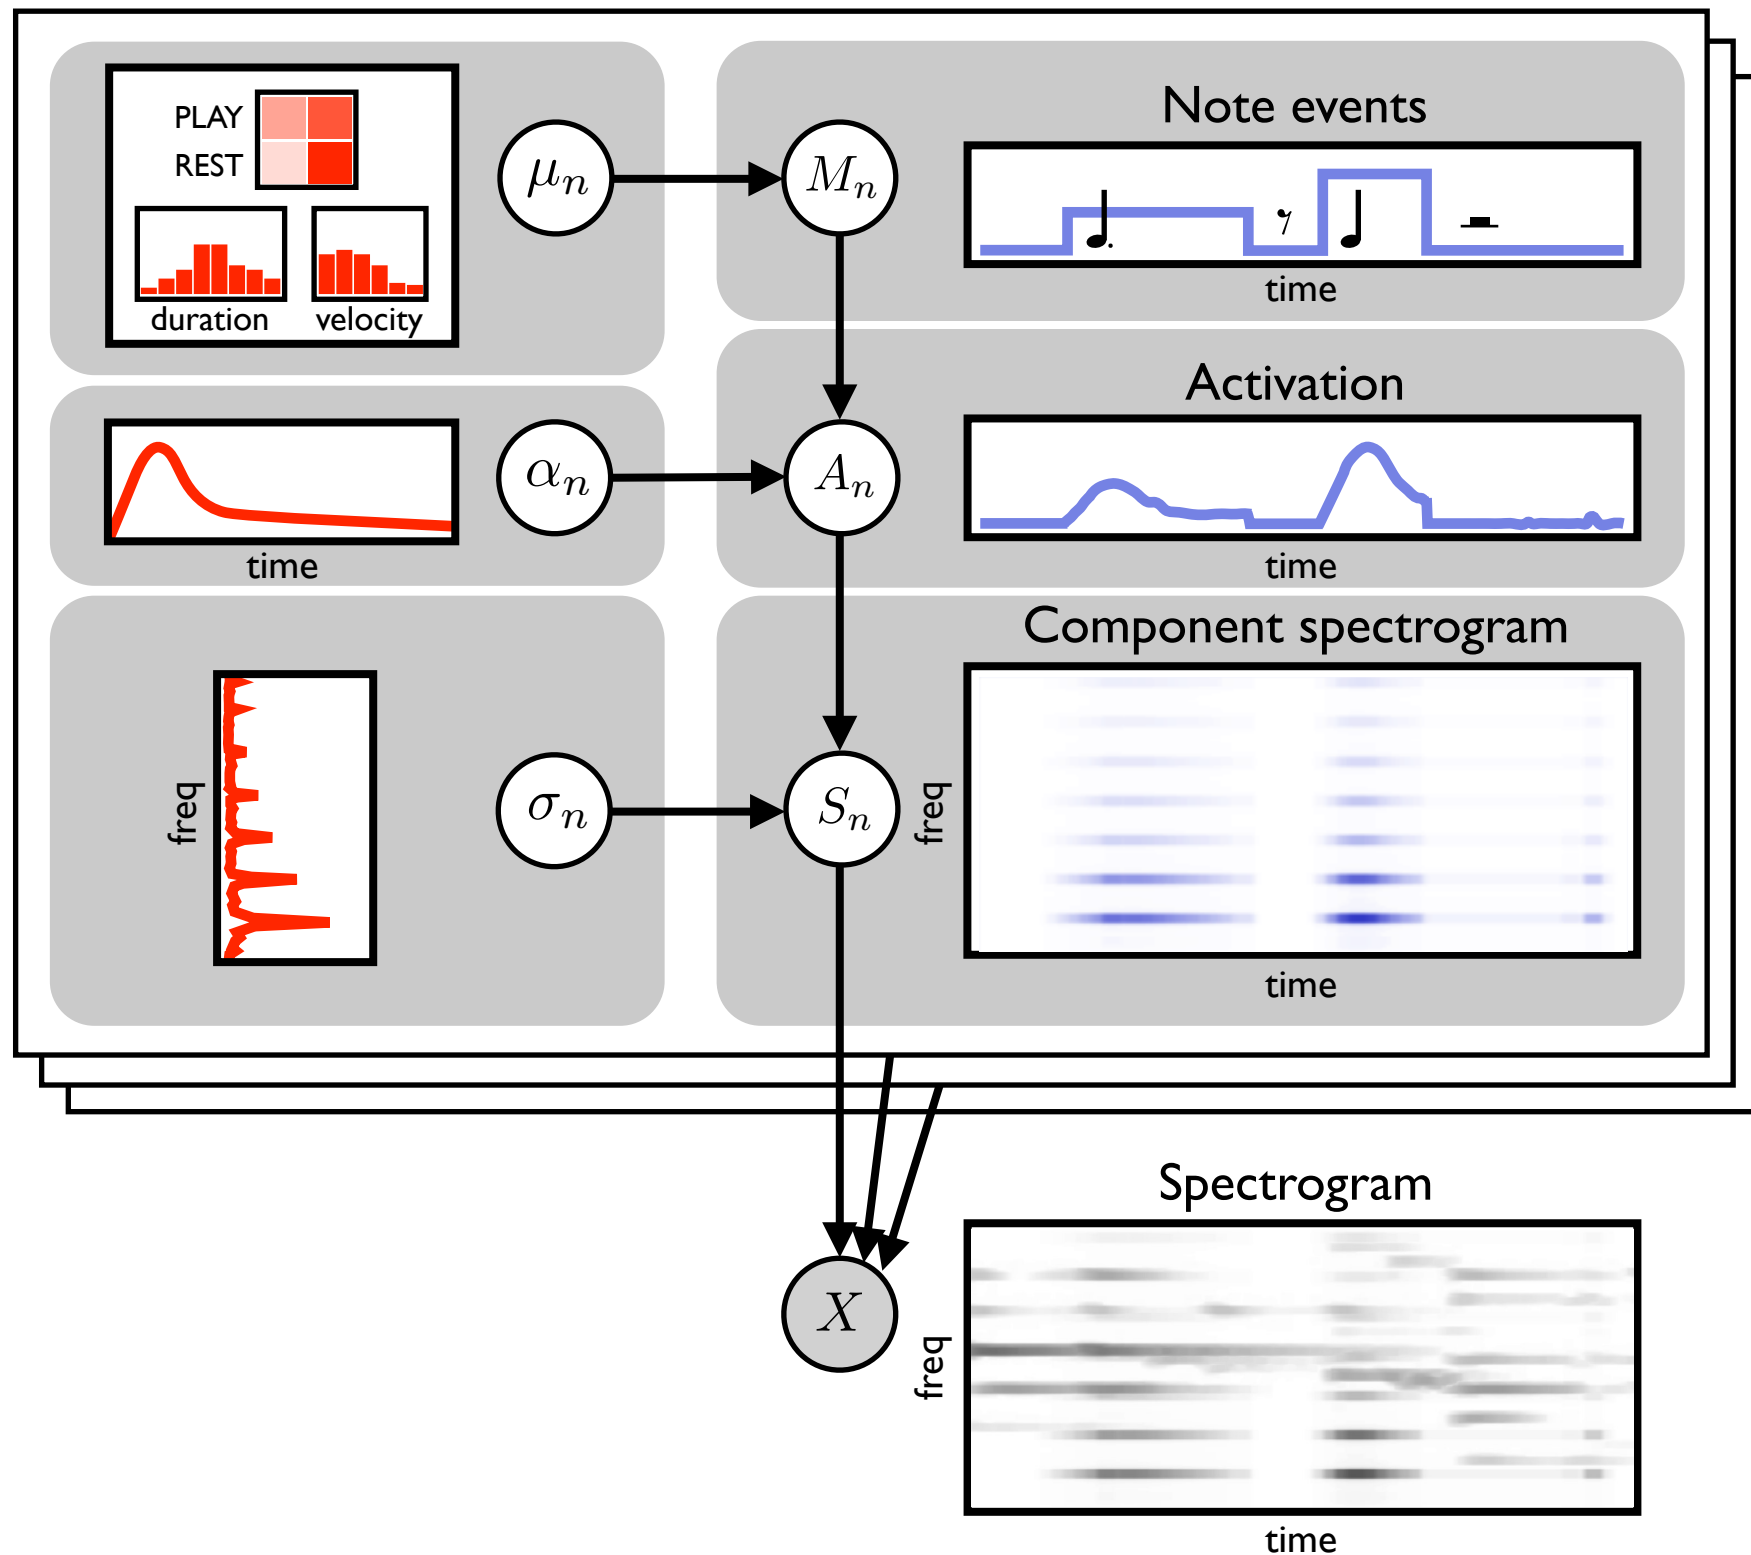 PLAY
REST
duration velocity
μn
Mn
Note events
time
time
αn
An
Activation
time
freq
σn
Sn
Component spectrogram
freq
time
X
Spectrogram
freq
time